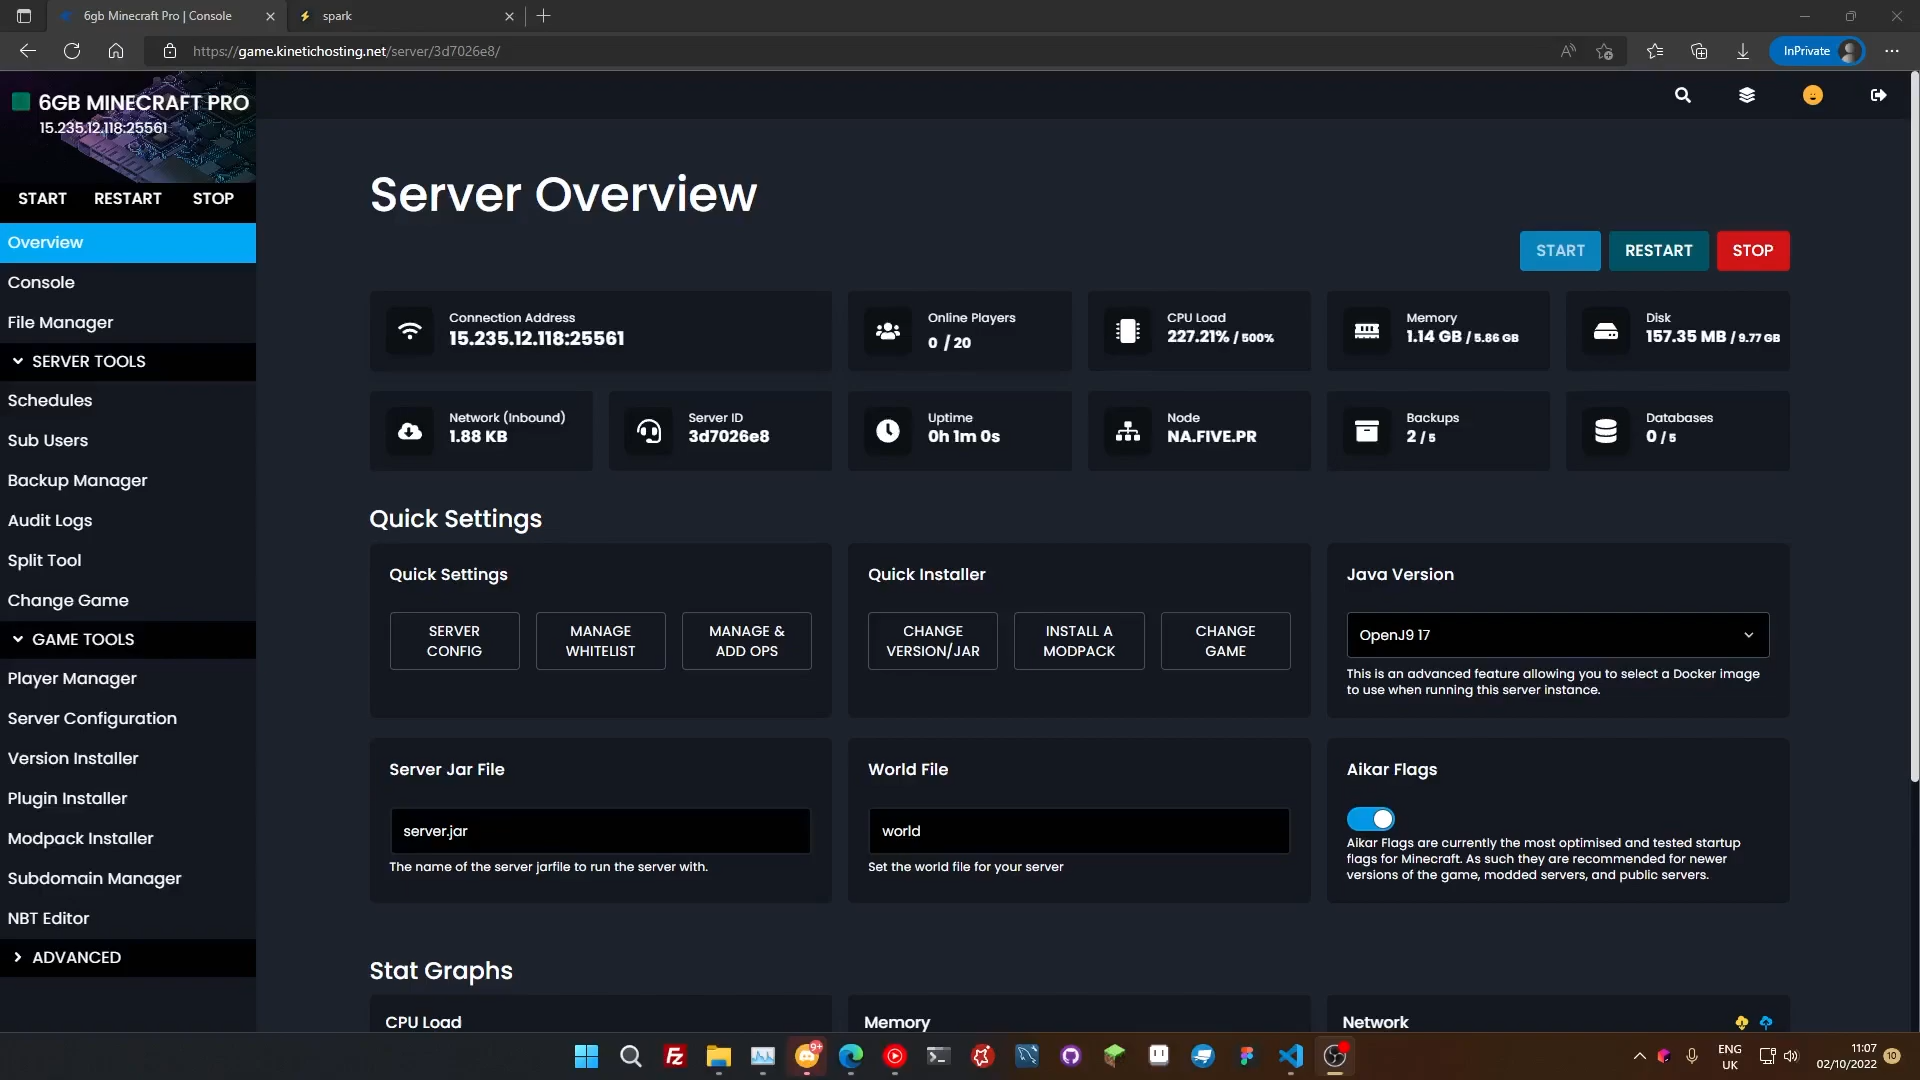 6gb Minecraft Pro | Console
spark
https://game.kinetichosting.net/server/3d7026e8/
InPrivate
6GB MINECRAFT PRO
15.235.12.118:25561
START RESTART STOP
Overview
Console
File Manager
SERVER TOOLS
Schedules
Sub Users
Backup Manager
Audit Logs
Split Tool
Change Game
GAME TOOLS
Player Manager
Server Configuration
Version Installer
Plugin Installer
Modpack Installer
Subdomain Manager
NBT Editor
ADVANCED
Server Overview
START RESTART STOP
Connection Address
15.235.12.118:25561
Online Players
0 / 20
CPU Load
227.21% / 500%
Memory
1.14 GB / 5.86 GB
Disk
157.35 MB / 9.77 GB
Network (Inbound)
1.88 KB
Server ID
3d7026e8
Uptime
0h 1m 0s
Node
NA.FIVE.PR
Backups
2 / 5
Databases
0 / 5
Quick Settings
Quick Settings
SERVER
CONFIG
MANAGE
WHITELIST
MANAGE &
ADD OPS
Quick Installer
CHANGE
VERSION/JAR
INSTALL A
MODPACK
CHANGE
GAME
Java Version
OpenJ9 17
This is an advanced feature allowing you to select a Docker image
to use when running this server instance.
Server Jar File
server.jar
The name of the server jarfile to run the server with.
World File
world
Set the world file for your server
Aikar Flags
Aikar Flags are currently the most optimised and tested startup
flags for Minecraft. As such they are recommended for newer
versions of the game, modded servers, and public servers.
Stat Graphs
CPU Load
Memory
Network
FZ
9+
ENG
UK
11:07
02/10/2022
10